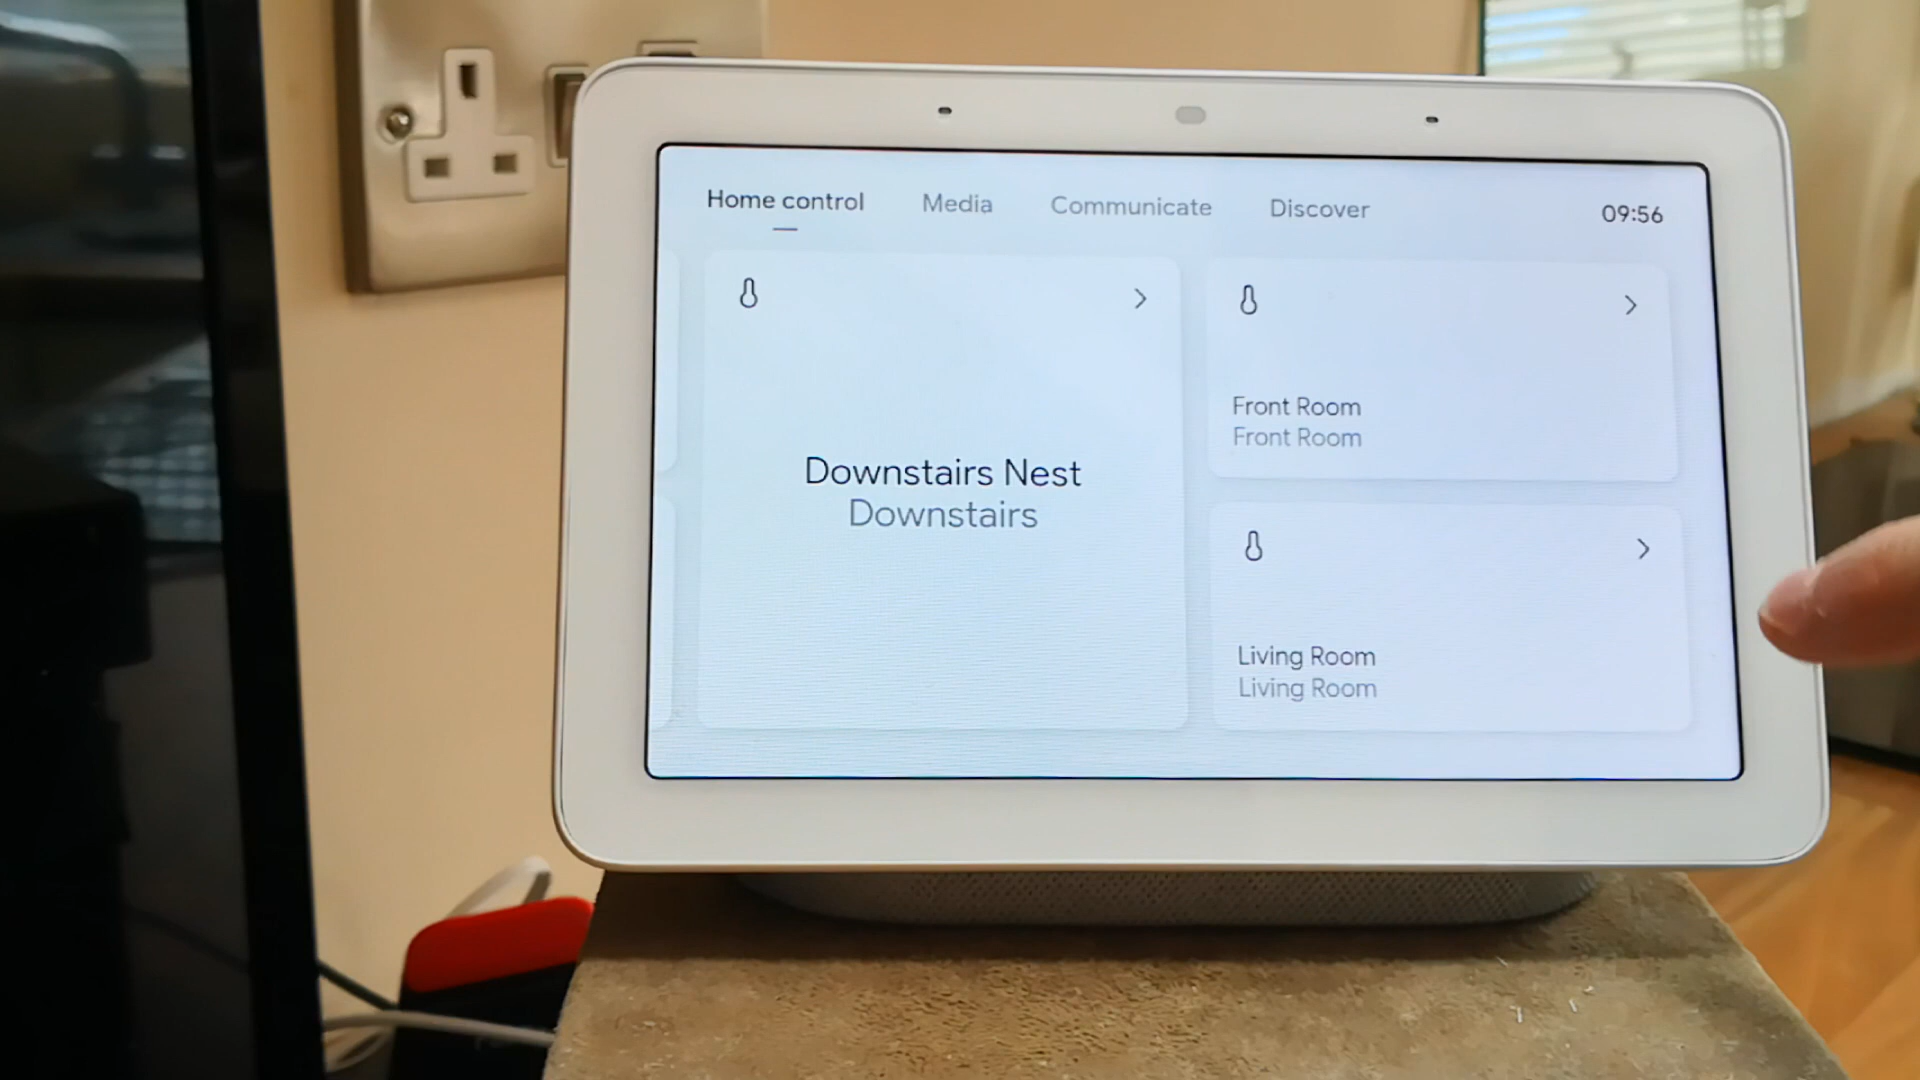 Home control
Media
Communicate
Discover
09:56
Downstairs Nest
Downstairs
Front Room
Front Room
Living Room
Living Room